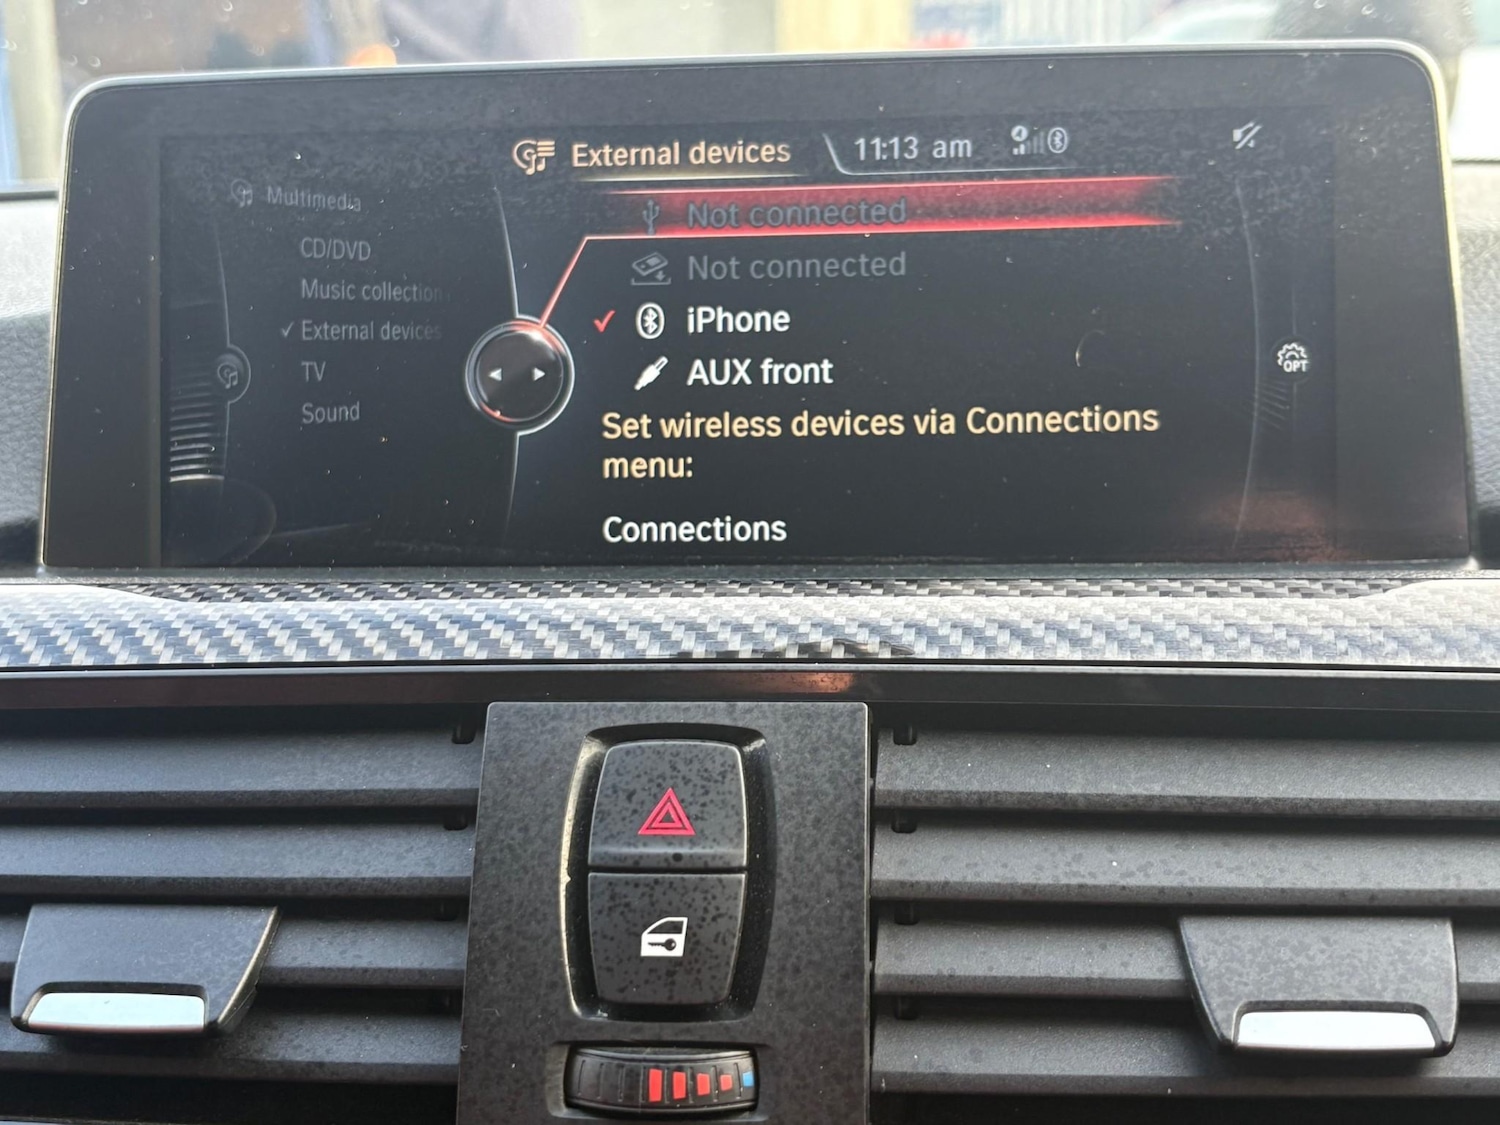 External devices
11:13 am
Multimedia
CD/DVD
Music collection
External devices
TV
Sound
Not connected
Not connected
iPhone
AUX front
Set wireless devices via Connections
menu:
Connections
OPT